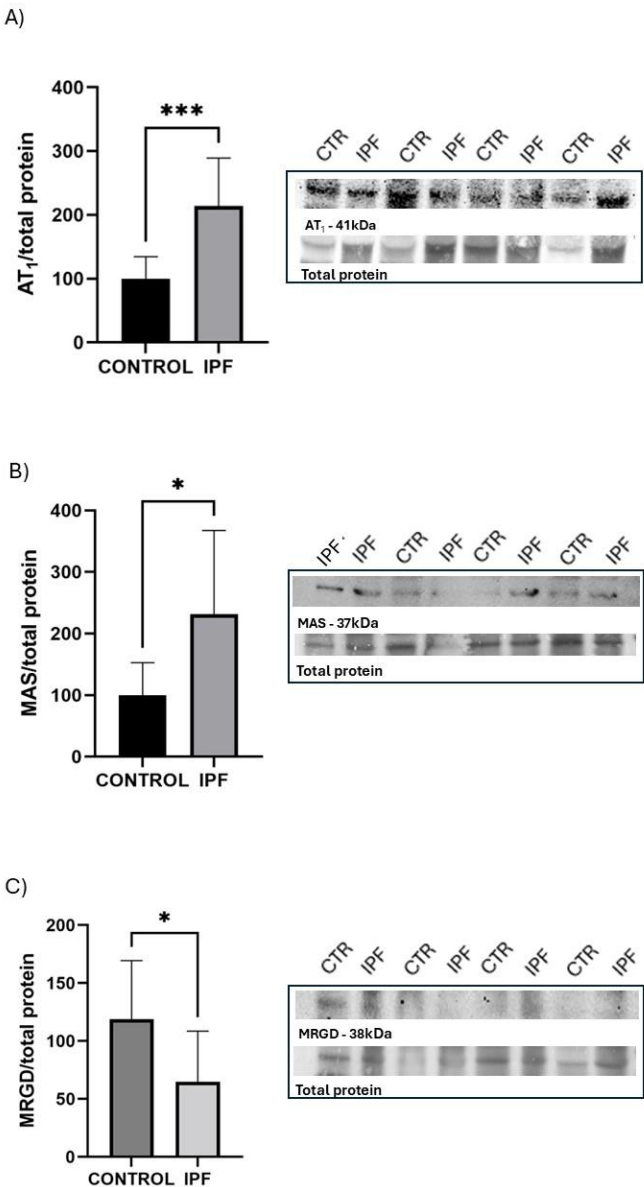 A)
AT₁/total protein
400
300
200
100
0
***
CONTROL IPF
CTR IPF CTR IPF CTR IPF CTR IPF
AT₁ - 41kDa
Total protein
B)
MAS/total protein
400
300
200
100
0
*
CONTROL IPF
IPF· IPF CTR IPF CTR IPF CTR IPF
MAS - 37kDa
Total protein
C)
MRGD/total protein
200
150
100
50
0
*
CONTROL IPF
CTR IPF CTR IPF CTR IPF CTR IPF
MRGD - 38kDa
Total protein